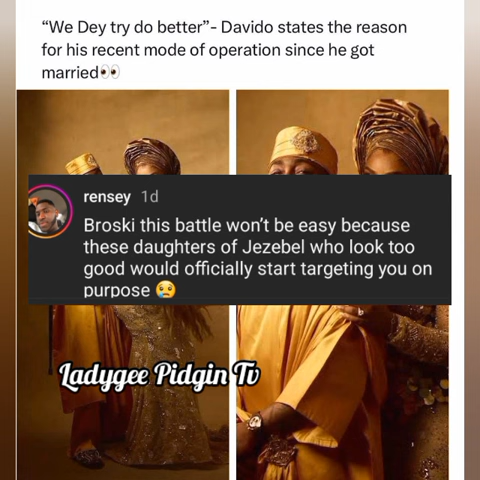 “We Dey try do better”- Davido states the reason
for his recent mode of operation since he got
married👀
rensey 1d
Broski this battle won’t be easy because
these daughters of Jezebel who look too
good would officially start targeting you on
purpose 😢
Ladygee Pidgin Tv